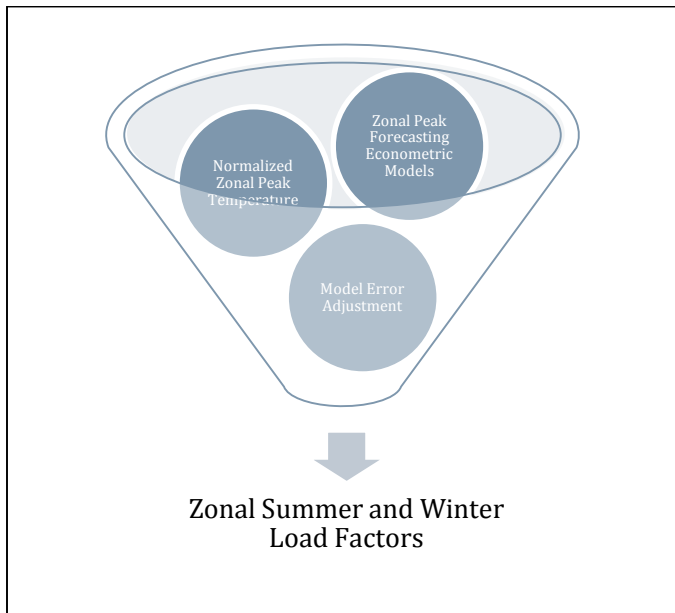 Zonal Peak
Forecasting
Econometric
Models
Normalized
Zonal Peak
Temperature
Model Error
Adjustment
Zonal Summer and Winter
Load Factors